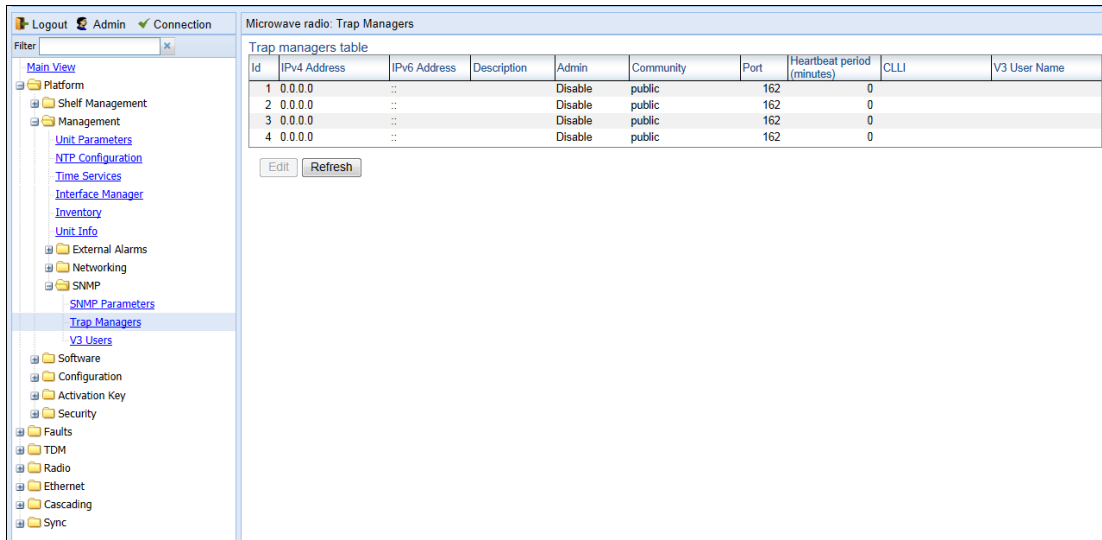 Logout Admin Connection
Filter
Main View
Platform
Shelf Management
Management
Unit Parameters
NTP Configuration
Time Services
Interface Manager
Inventory
Unit Info
External Alarms
Networking
SNMP
SNMP Parameters
Trap Managers
V3 Users
Software
Configuration
Activation Key
Security
Faults
TDM
Radio
Ethernet
Cascading
Sync
Microwave radio: Trap Managers
Trap managers table
Id IPv4 Address IPv6 Address Description Admin Community Port Heartbeat period (minutes) CLLI V3 User Name
1 0.0.0.0 :: Disable public 162 0
2 0.0.0.0 :: Disable public 162 0
3 0.0.0.0 :: Disable public 162 0
4 0.0.0.0 :: Disable public 162 0
Edit Refresh